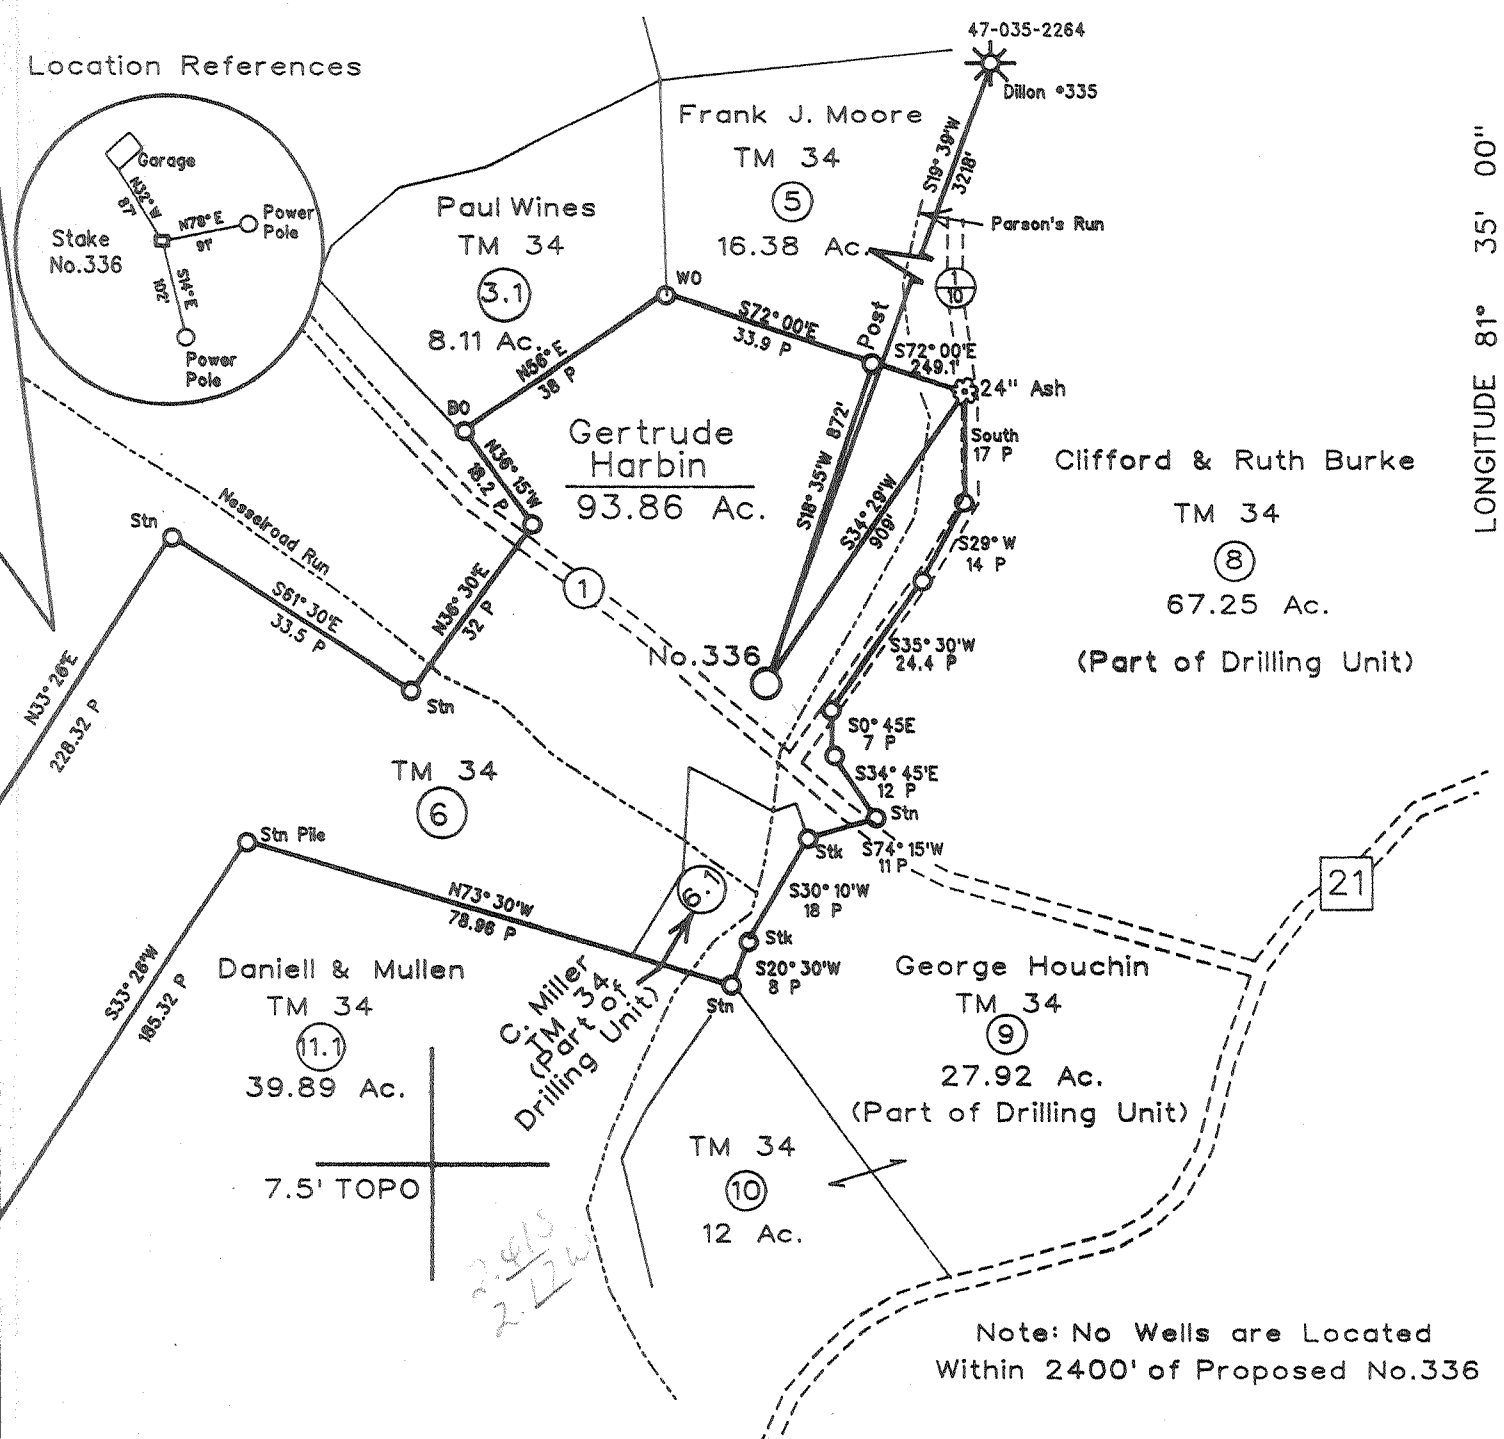 47-035-2264
Dillon #335
Location References
Garage
N32° W
87'
N78° E
91'
Power
Pole
Stake
No.336
S14° E
102'
Power
Pole
Frank J. Moore
TM 34
5
16.38 Ac.
S19° 39'W
3218'
Parson's Run
1
10
Paul Wines
TM 34
3.1
8.11 Ac.
WO
S72° 00'E
33.9 P
Post
S72° 00'E
249.1'
24" Ash
N56° E
38 P
BO
N36° 15'W
18.2 P
Gertrude
Harbin
93.86 Ac.
S18° 35'W 872'
S34° 29'W
909'
South
17 P
Clifford & Ruth Burke
TM 34
8
67.25 Ac.
(Part of Drilling Unit)
LONGITUDE 81° 35' 00"
S29° W
14 P
Nesselroad Run
Stn
S61° 30'E
33.5 P
N36° 30'E
32 P
1
No.336
S35° 30'W
24.4 P
Stn
N33° 26'E
228.32 P
S0° 45E
7 P
S34° 45'E
12 P
Stn
TM 34
6
Stn Pile
Stk
S74° 15'W
11 P
21
N73° 30'W
78.96 P
6.1
S30° 10'W
18 P
Stk
S20° 30'W
8 P
Stn
S33° 26'W
185.32 P
Daniell & Mullen
TM 34
11.1
39.89 Ac.
C. Miller
TM 34
(Part of
Drilling Unit)
George Houchin
TM 34
9
27.92 Ac.
(Part of Drilling Unit)
TM 34
10
12 Ac.
7.5' TOPO
2.41S
2.12W
Note: No Wells are Located
Within 2400' of Proposed No.336